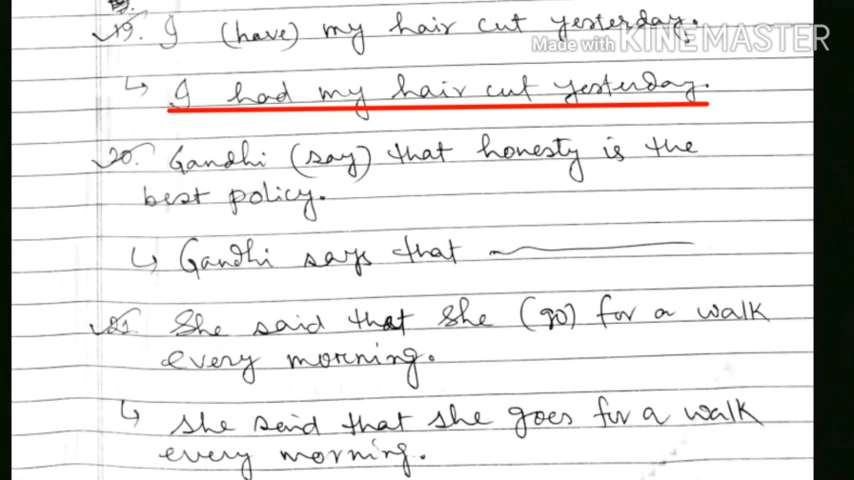 19. I (have) my hair cut yesterday.
Made with KINEMASTER
↳ I had my hair cut yesterday.
20. Gandhi (say) that honesty is the
best policy.
↳ Gandhi says that
21. She said that she (go) for a walk
every morning.
↳ She said that she goes for a walk
every morning.